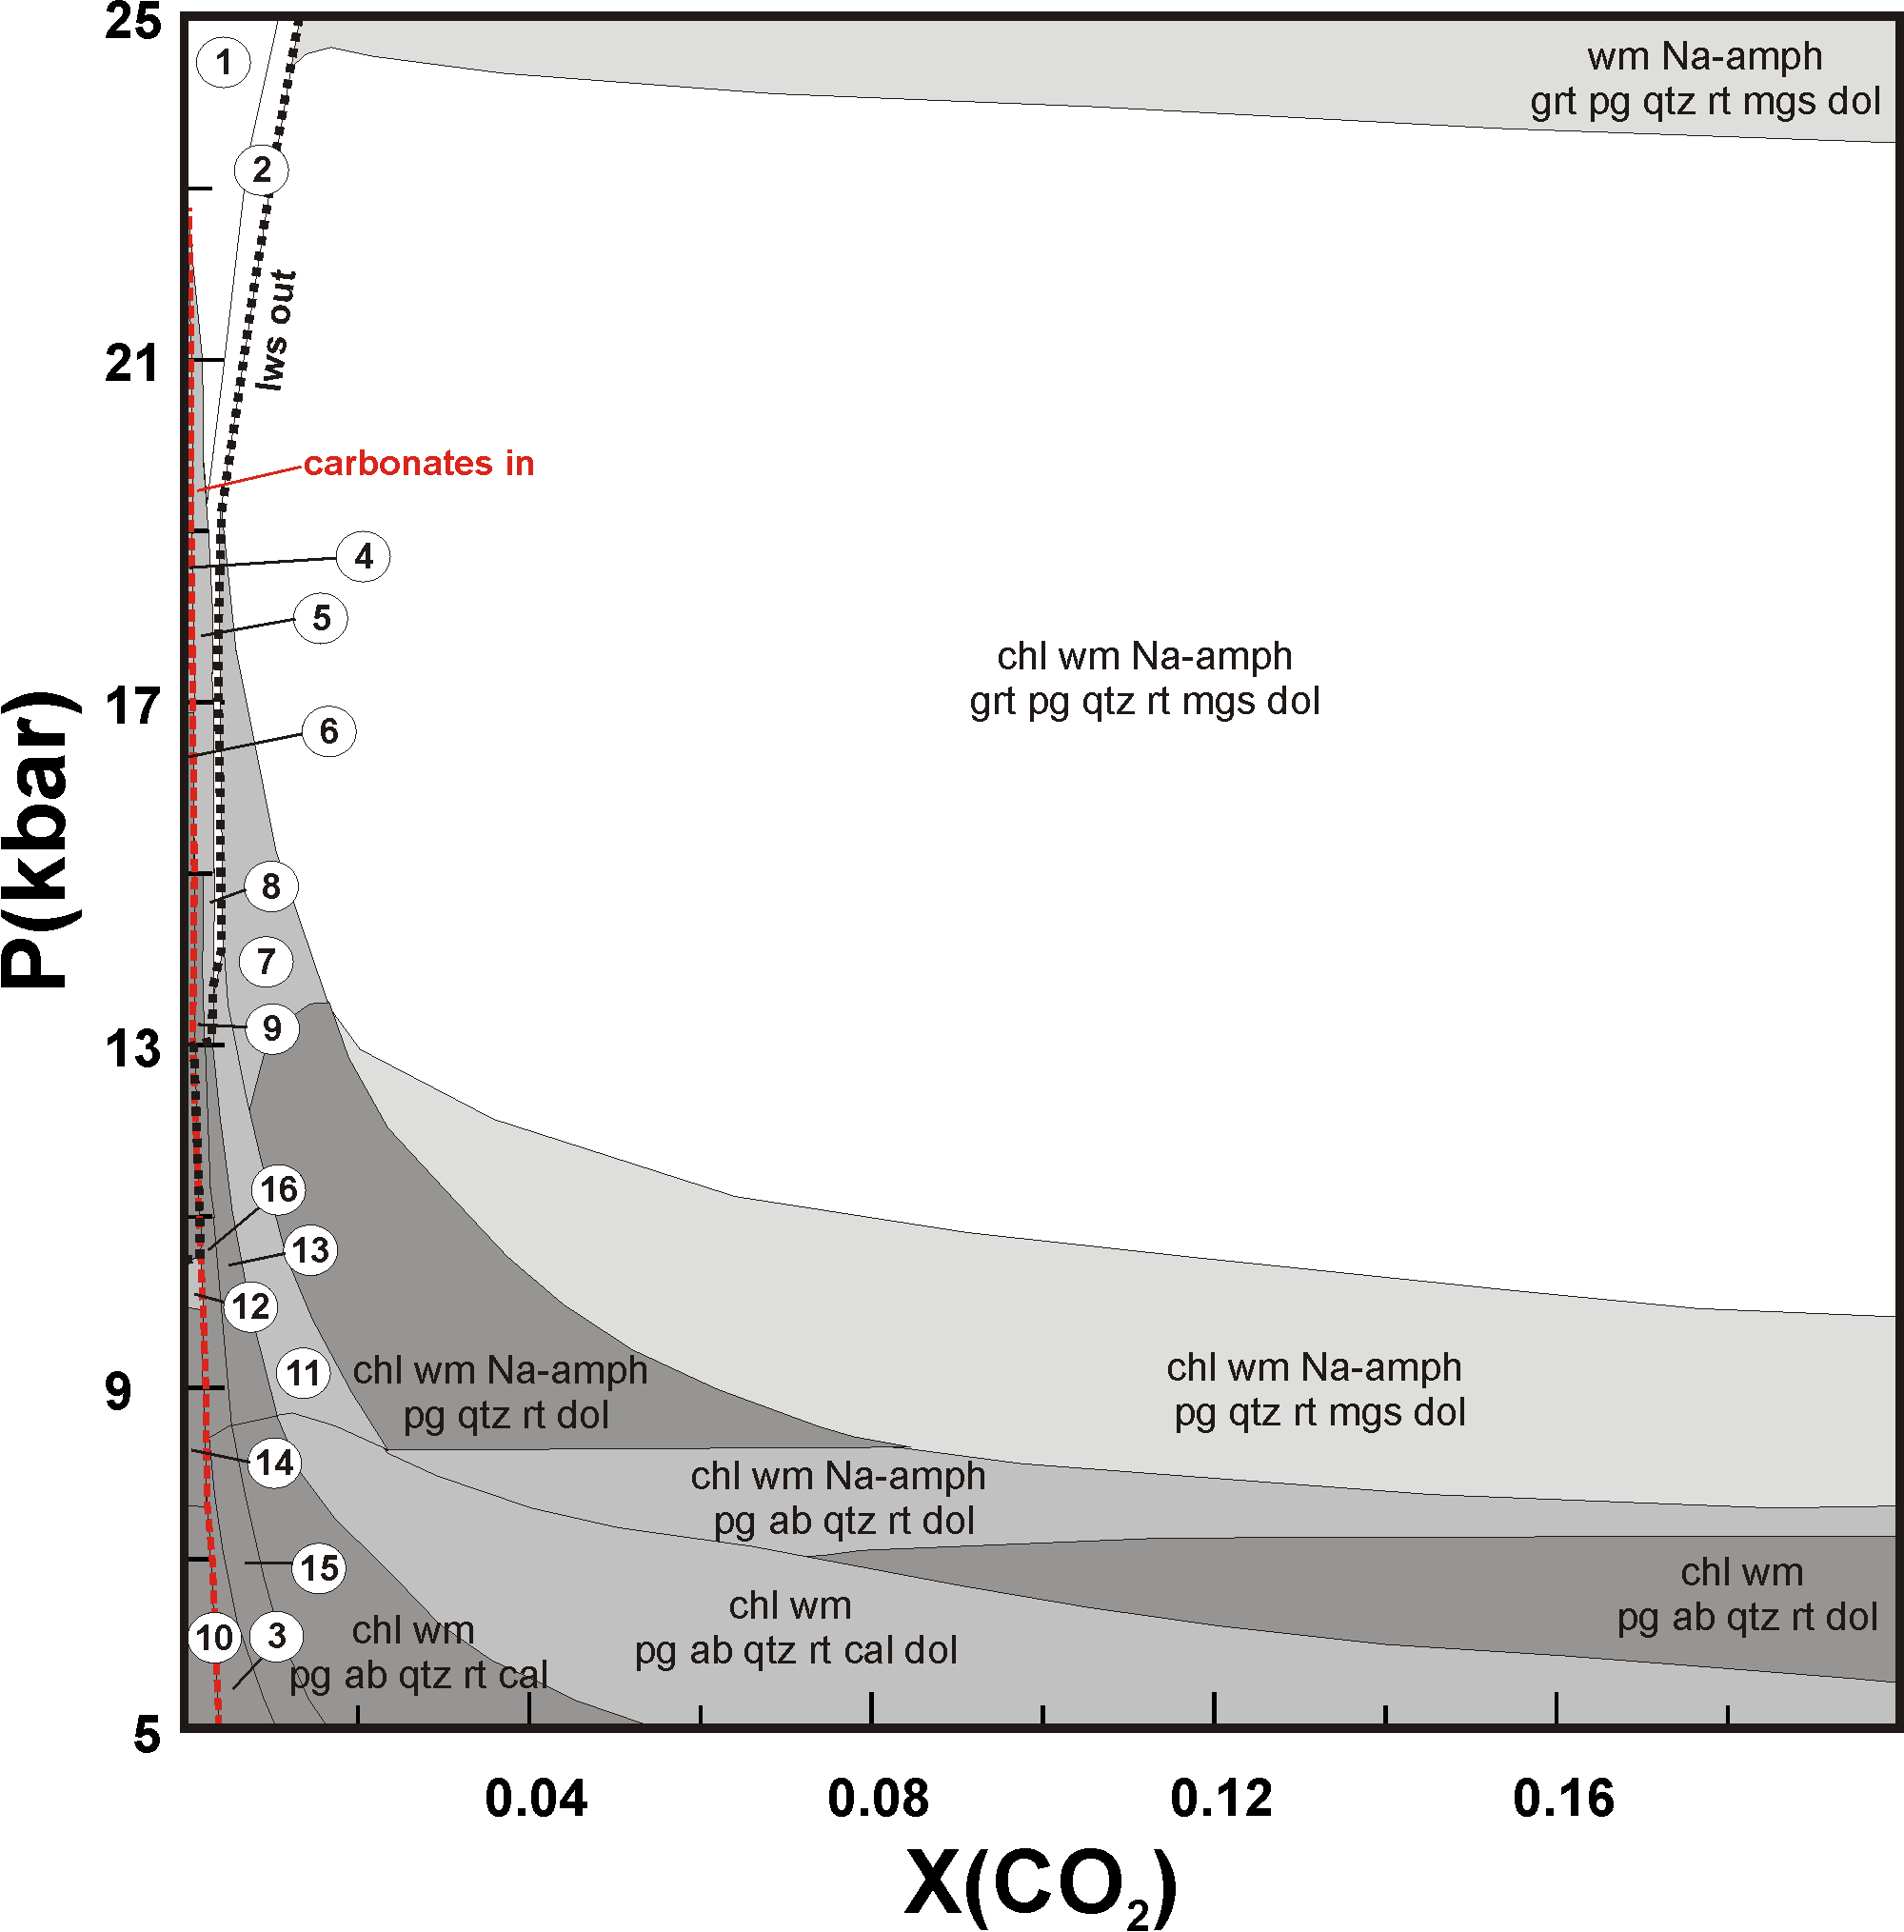 25
1
wm Na-amph
grt pg qtz rt mgs dol
2
lws out
21
carbonates in
4
5
chl wm Na-amph
grt pg qtz rt mgs dol
17
6
P(kbar)
8
7
9
13
16
13
12
11
chl wm Na-amph
pg qtz rt dol
chl wm Na-amph
pg qtz rt mgs dol
9
14
chl wm Na-amph
pg ab qtz rt dol
15
chl wm
pg ab qtz rt dol
10
3
chl wm
pg ab qtz rt cal
chl wm
pg ab qtz rt cal dol
5
0.04
0.08
0.12
0.16
X(CO₂)